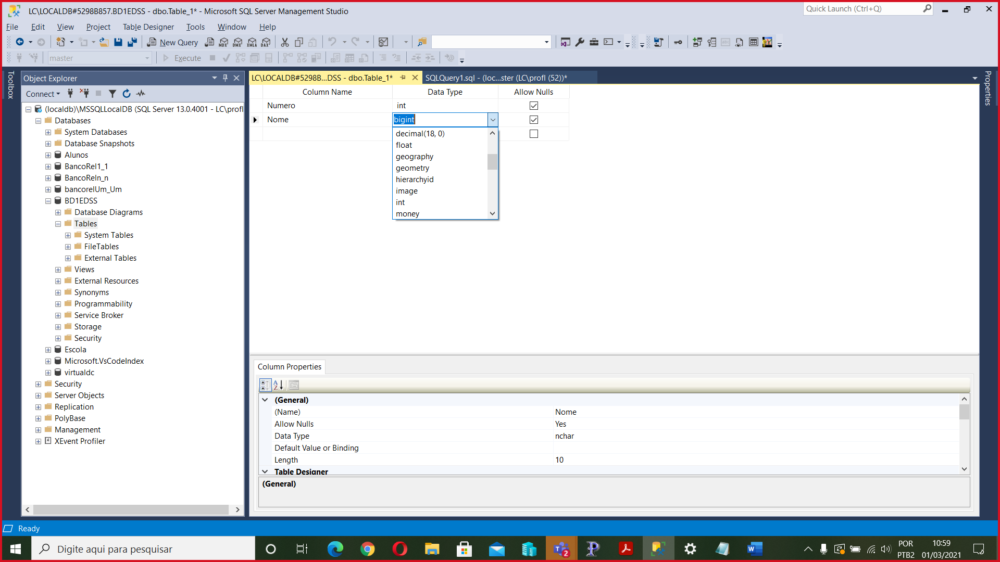 LC\LOCALDB#5298B857.BD1EDSS - dbo.Table_1* - Microsoft SQL Server Management Studio
Quick Launch (Ctrl+Q)
File Edit View Project Table Designer Tools Window Help
New Query MDX DMX XMLA DAX
master Execute
Toolbox
Object Explorer
Connect
(localdb)\MSSQLLocalDB (SQL Server 13.0.4001 - LC\profl
Databases
System Databases
Database Snapshots
Alunos
BancoRel1_1
BancoReln_n
bancorelUm_Um
BD1EDSS
Database Diagrams
Tables
System Tables
FileTables
External Tables
Views
External Resources
Synonyms
Programmability
Service Broker
Storage
Security
Escola
Microsoft.VsCodeIndex
virtualdc
Security
Server Objects
Replication
PolyBase
Management
XEvent Profiler
LC\LOCALDB#5298B...DSS - dbo.Table_1* SQLQuery1.sql - (loc...ster (LC\profl (52))*
Column Name Data Type Allow Nulls
Numero int
Nome bigint
decimal(18, 0)
float
geography
geometry
hierarchyid
image
int
money
Properties
Column Properties
(General)
(Name) Nome
Allow Nulls Yes
Data Type nchar
Default Value or Binding
Length 10
Table Designer
(General)
Ready
Digite aqui para pesquisar
2
POR
PTB2
10:59
01/03/2021